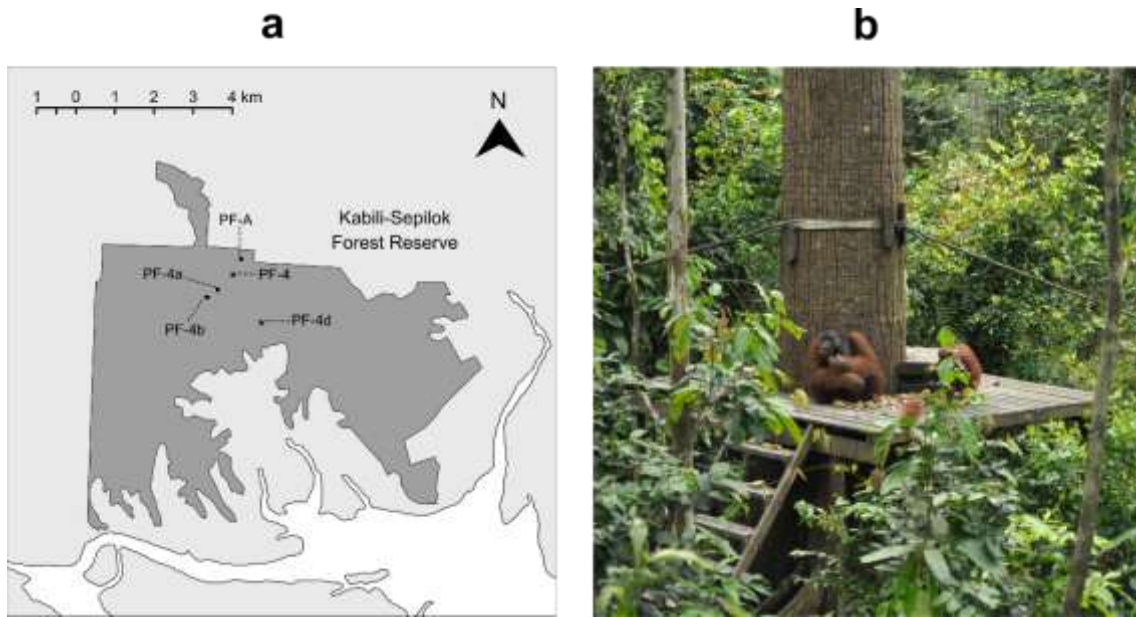 a
b
1 0 1 2 3 4 km
N
Kabili-Sepilok
Forest Reserve
PF-A
PF-4
PF-4a
PF-4b
PF-4d